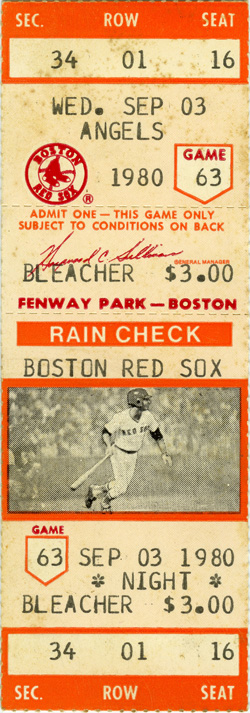 SEC. ROW SEAT
34 01 16
WED. SEP 03
ANGELS
BOSTON
RED SOX
®
1980
GAME
63
ADMIT ONE — THIS GAME ONLY
SUBJECT TO CONDITIONS ON BACK
Haywood C Sullivan
GENERAL MANAGER
BLEACHER $3.00
FENWAY PARK — BOSTON
RAIN CHECK
BOSTON RED SOX
RED SOX
GAME
63
SEP 03 1980
* NIGHT *
BLEACHER $3.00
34 01 16
SEC. ROW SEAT